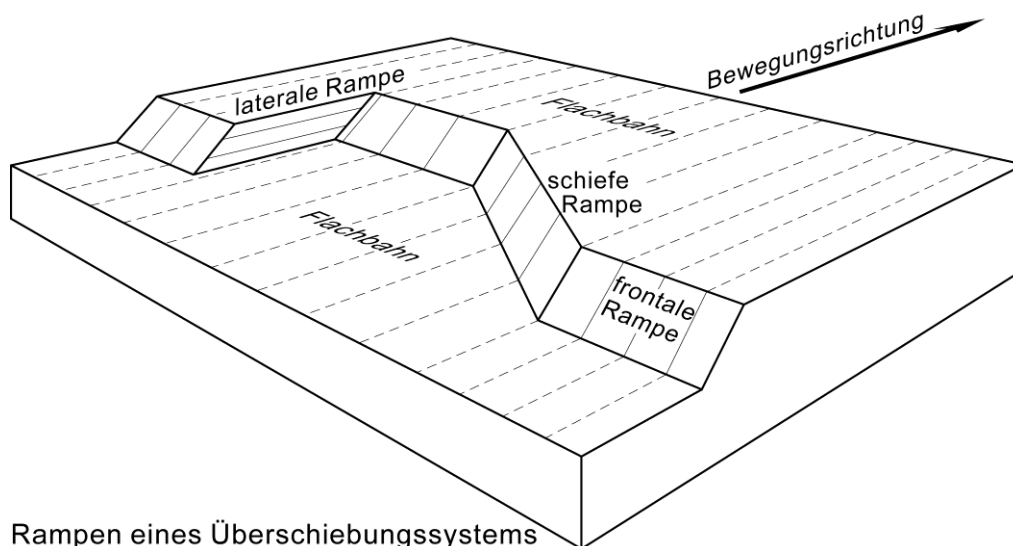 Bewegungsrichtung
laterale Rampe
Flachbahn
schiefe
Rampe
Flachbahn
frontale
Rampe
Rampen eines Überschiebungssystems